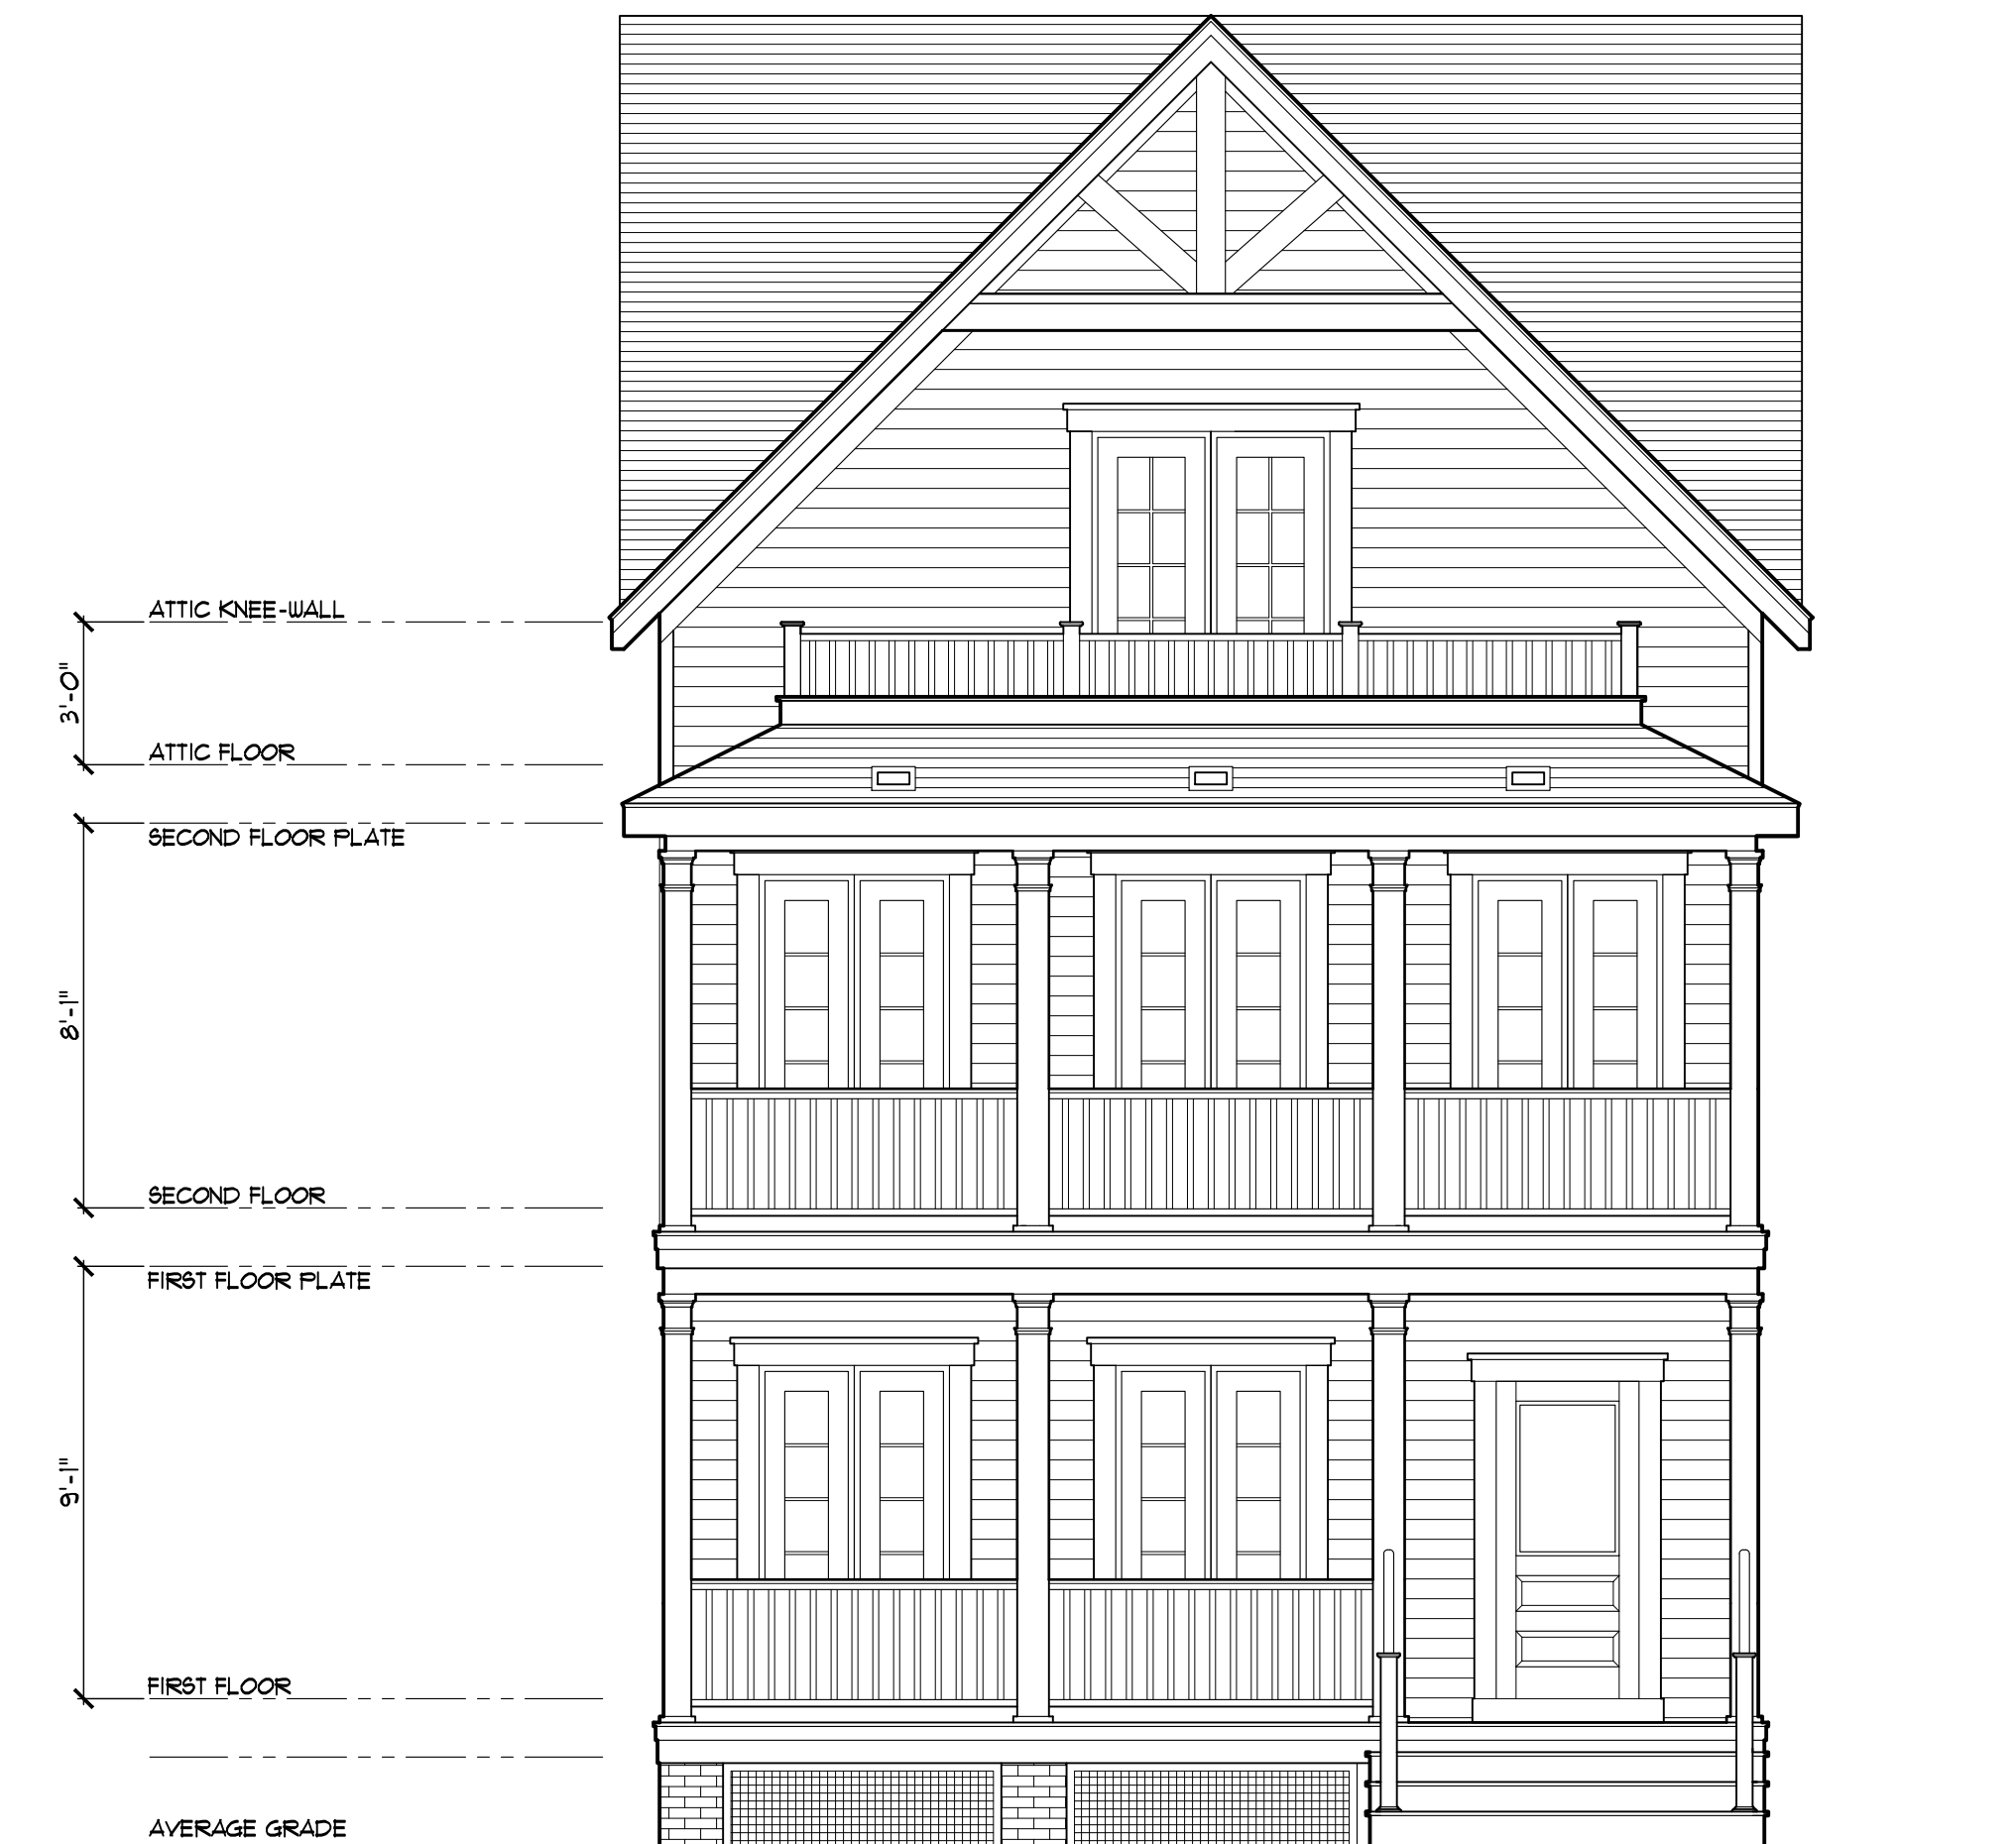 ATTIC KNEE-WALL
3'-0"
ATTIC FLOOR
SECOND FLOOR PLATE
8'-1"
SECOND FLOOR
FIRST FLOOR PLATE
9'-1"
FIRST FLOOR
AVERAGE GRADE